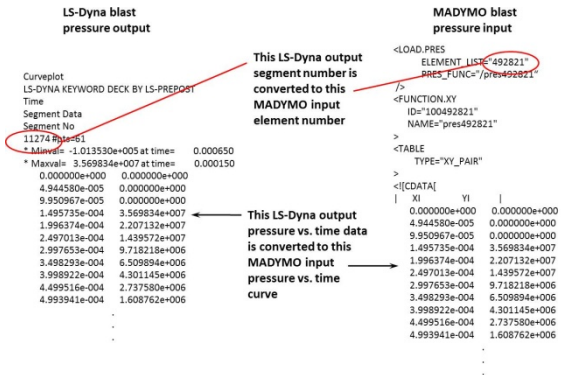 LS-Dyna blast
pressure output
Curveplot
LS-DYNA KEYWORD DECK BY LS-PREPOST
Time
Segment Data
Segment No
11274 #pts=61
* Minval= -1.013530e+005 at time= 0.000650
* Maxval= 3.569834e+007 at time= 0.000150
0.000000e+000 0.000000e+000
4.944580e-005 0.000000e+000
9.950967e-005 0.000000e+000
1.495735e-004 3.569834e+007
1.996374e-004 2.207132e+007
2.497013e-004 1.439572e+007
2.997653e-004 9.718218e+006
3.498293e-004 6.509894e+006
3.998922e-004 4.301145e+006
4.499516e-004 2.737580e+006
4.993941e-004 1.608762e+006
.
.
.
This LS-Dyna output
segment number is
converted to this
MADYMO input
element number
This LS-Dyna output
pressure vs. time data
is converted to this
MADYMO input
pressure vs. time
curve
MADYMO blast
pressure input
<LOAD.PRES
ELEMENT_LIST="492821"
PRES_FUNC="/pres492821"
/>
<FUNCTION.XY
ID="100492821"
NAME="pres492821"
>
<TABLE
TYPE="XY_PAIR"
>
<![CDATA[
| XI YI |
0.000000e+000 0.000000e+000
4.944580e-005 0.000000e+000
9.950967e-005 0.000000e+000
1.495735e-004 3.569834e+007
1.996374e-004 2.207132e+007
2.497013e-004 1.439572e+007
2.997653e-004 9.718218e+006
3.498293e-004 6.509894e+006
3.998922e-004 4.301145e+006
4.499516e-004 2.737580e+006
4.993941e-004 1.608762e+006
.
.
.